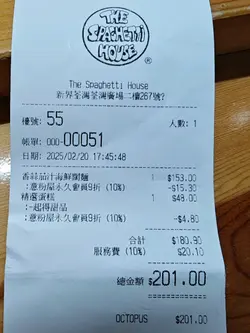 THE
SPAGHETTI
HOUSE
The Spaghetti House
新界荃灣荃灣廣場二樓267號?
檯號: 55 人數: 1
帳單: 000-00051
日期: 2025/02/20 17:45:48
香蒜茄汁海鮮闊麵 1 $153.00
:意粉屋永久會員9折 (10%) -$15.30
精選蛋糕 1 $48.00
:-起得甜品
:意粉屋永久會員9折 (10%) -$4.80
合計 $180.90
服務費 (10%) $20.10
總金額 $201.00
OCTOPUS $201.00